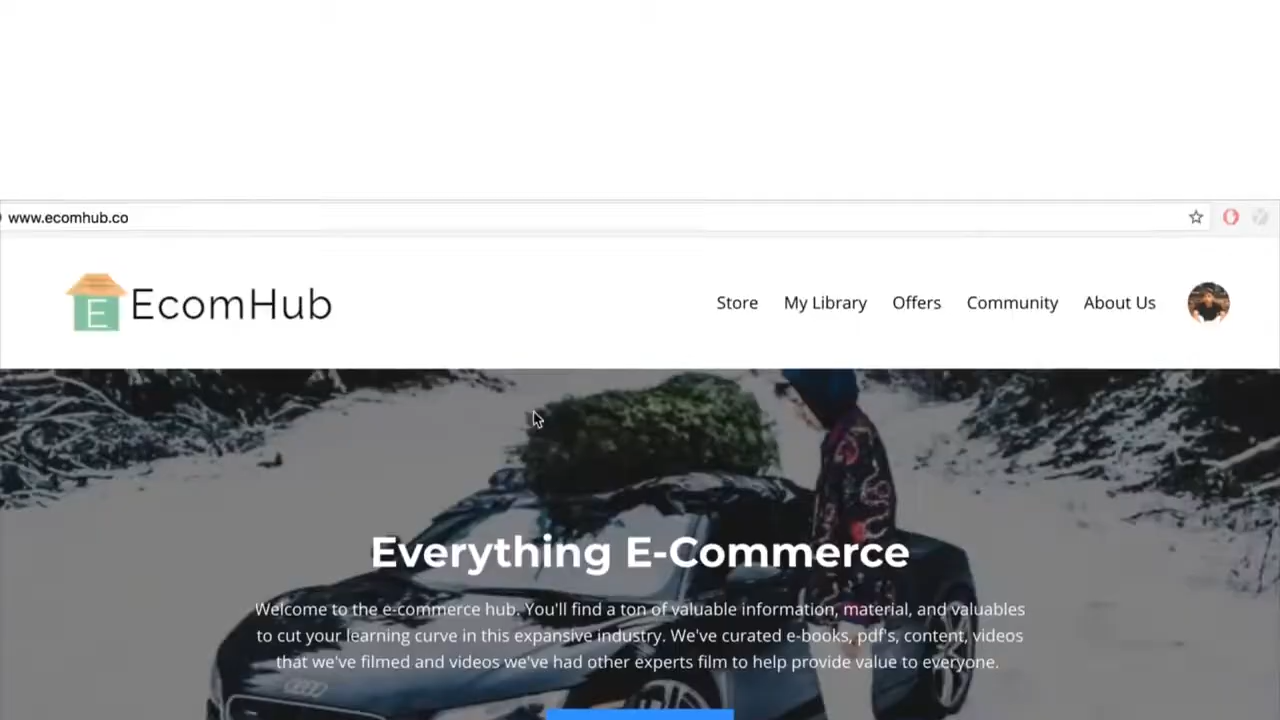 www.ecomhub.co
E EcomHub
Store My Library Offers Community About Us
Everything E-Commerce
Welcome to the e-commerce hub. You'll find a ton of valuable information, material, and valuables
to cut your learning curve in this expansive industry. We've curated e-books, pdf's, content, videos
that we've filmed and videos we've had other experts film to help provide value to everyone.